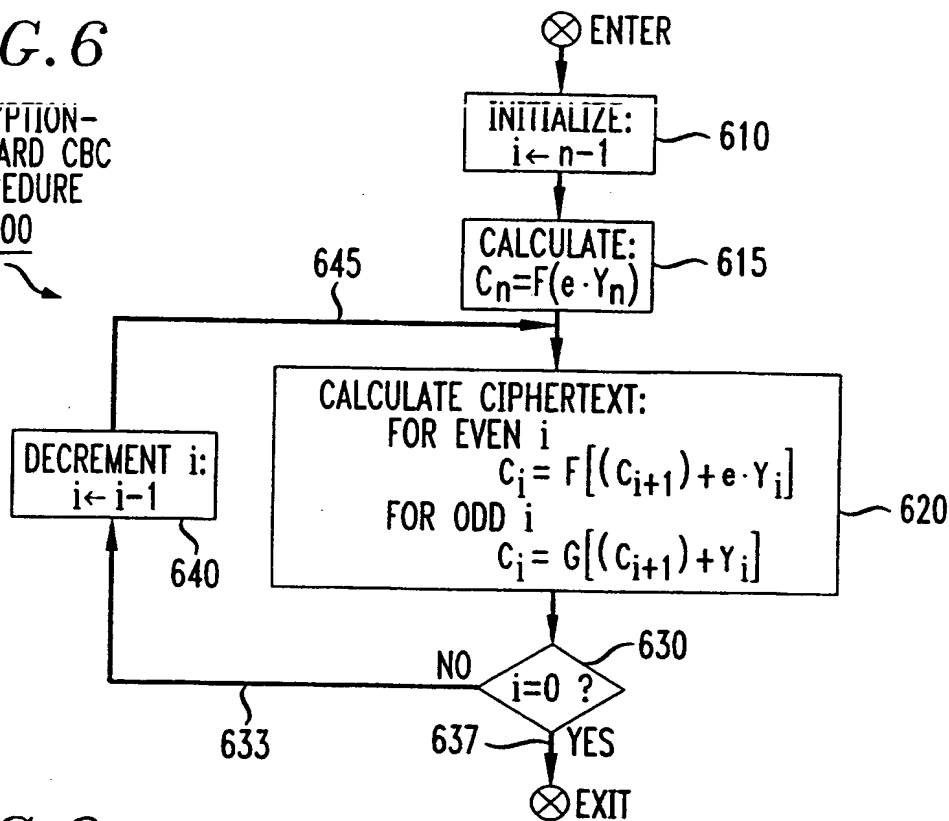 G.6
YPTION-
ARD CBC
EDURE
00
ENTER
INITIALIZE:
i ← n-1
610
CALCULATE:
Cn=F(e·Yn)
615
645
CALCULATE CIPHERTEXT:
FOR EVEN i
Ci = F[(Ci+1)+e·Yi]
FOR ODD i
Ci = G[(Ci+1)+Yi]
620
DECREMENT i:
i ← i-1
640
630
NO
i=0 ?
633
637
YES
EXIT